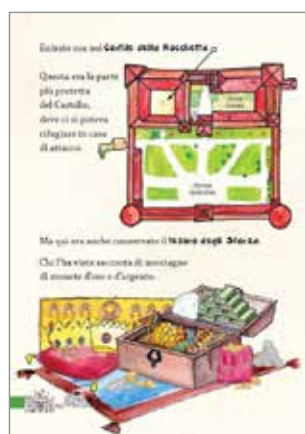 Entrate ora nel Cortile della Rocchetta.
Questa era la parte
più protetta
del Castello,
dove ci si poteva
rifugiare in caso
di attacco.
Ma qui era anche conservato il Tesoro degli Sforza.
Chi l'ha visto racconta di montagne
di monete d'oro e d'argento.